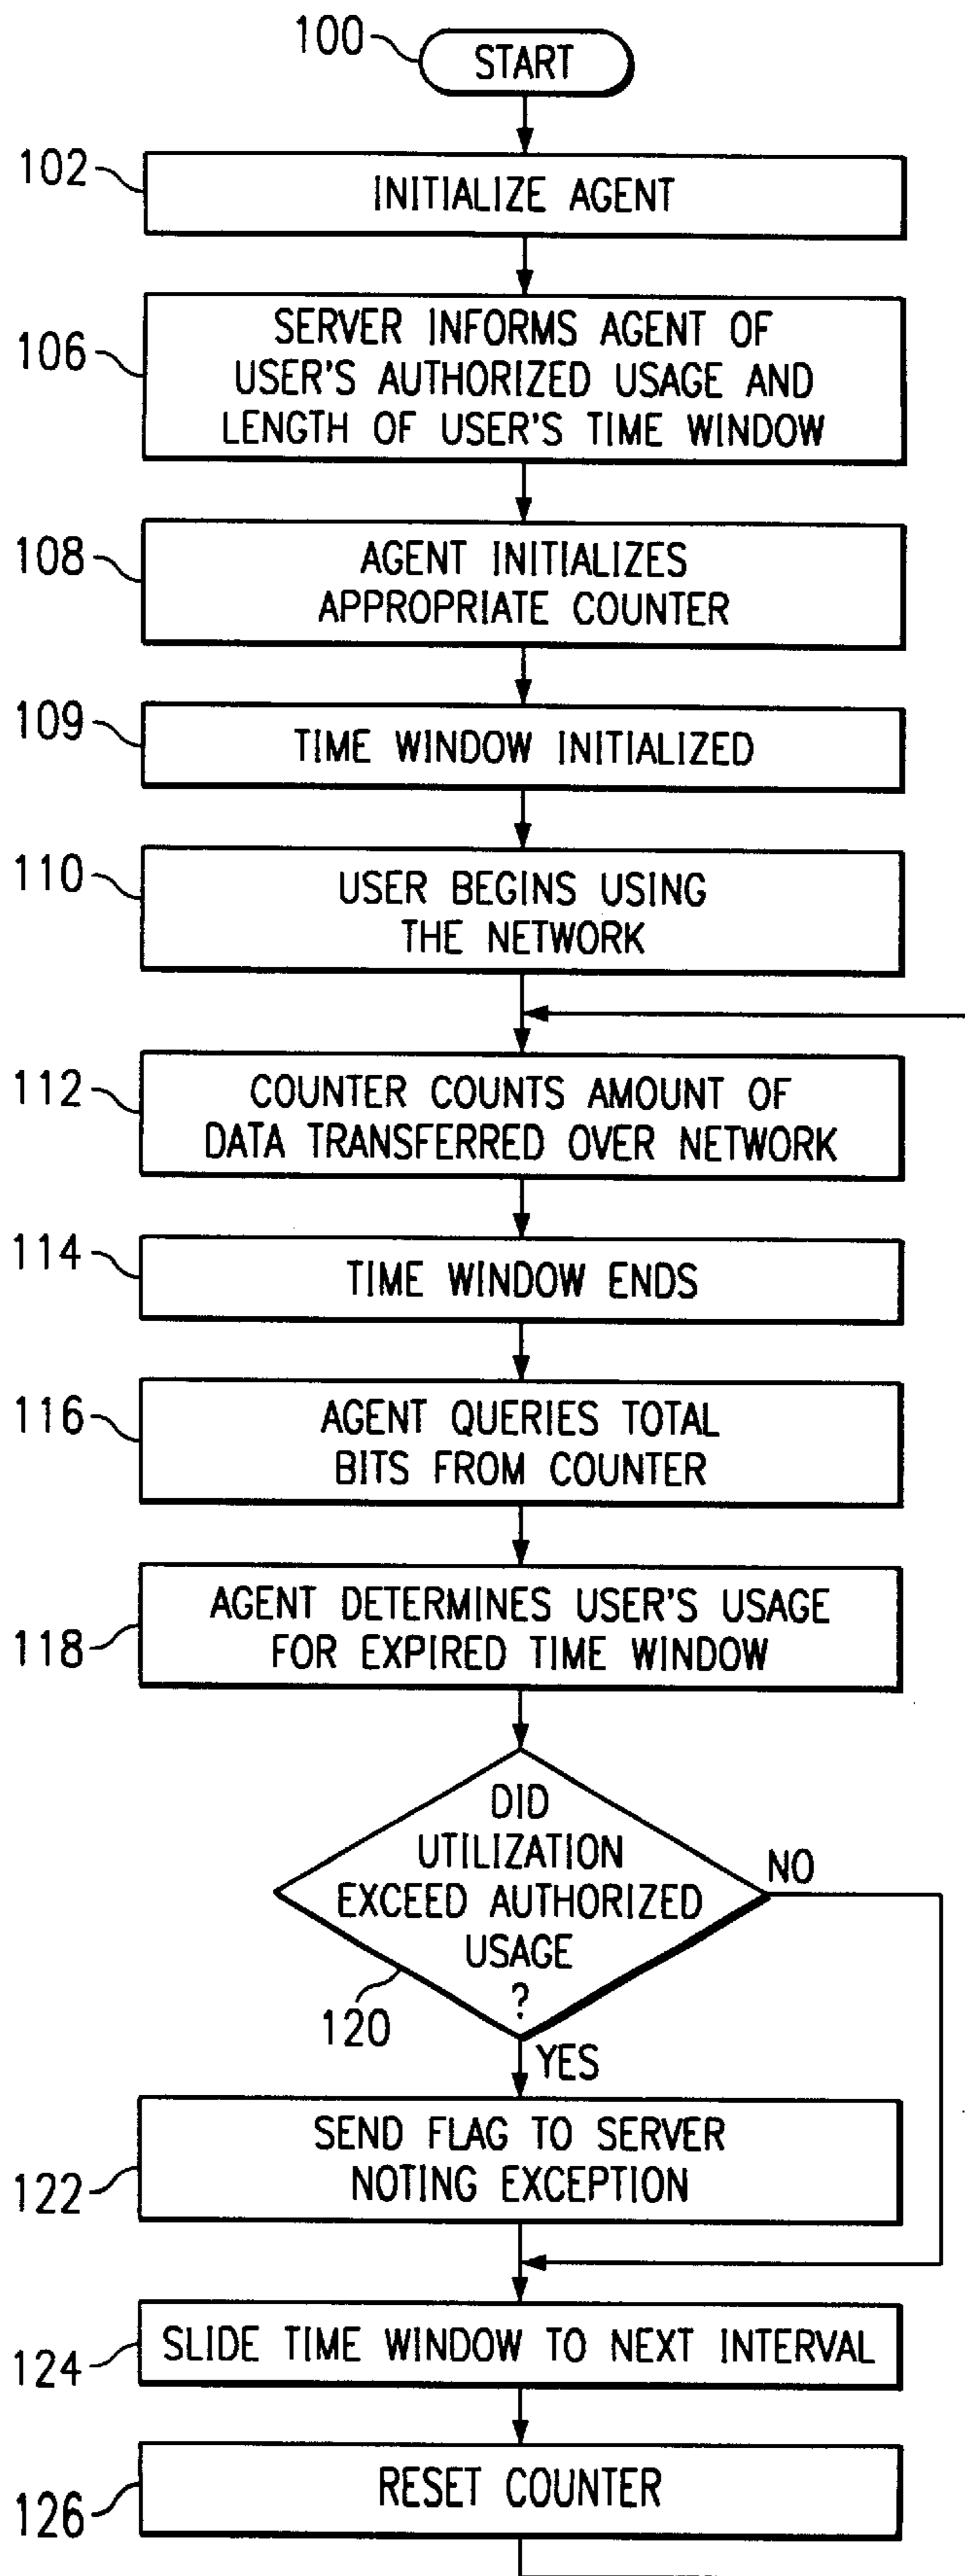 100
START
102
INITIALIZE AGENT
106
SERVER INFORMS AGENT OF
USER'S AUTHORIZED USAGE AND
LENGTH OF USER'S TIME WINDOW
108
AGENT INITIALIZES
APPROPRIATE COUNTER
109
TIME WINDOW INITIALIZED
110
USER BEGINS USING
THE NETWORK
112
COUNTER COUNTS AMOUNT OF
DATA TRANSFERRED OVER NETWORK
114
TIME WINDOW ENDS
116
AGENT QUERIES TOTAL
BITS FROM COUNTER
118
AGENT DETERMINES USER'S USAGE
FOR EXPIRED TIME WINDOW
DID
UTILIZATION
EXCEED AUTHORIZED
USAGE
?
NO
120
YES
122
SEND FLAG TO SERVER
NOTING EXCEPTION
124
SLIDE TIME WINDOW TO NEXT INTERVAL
126
RESET COUNTER